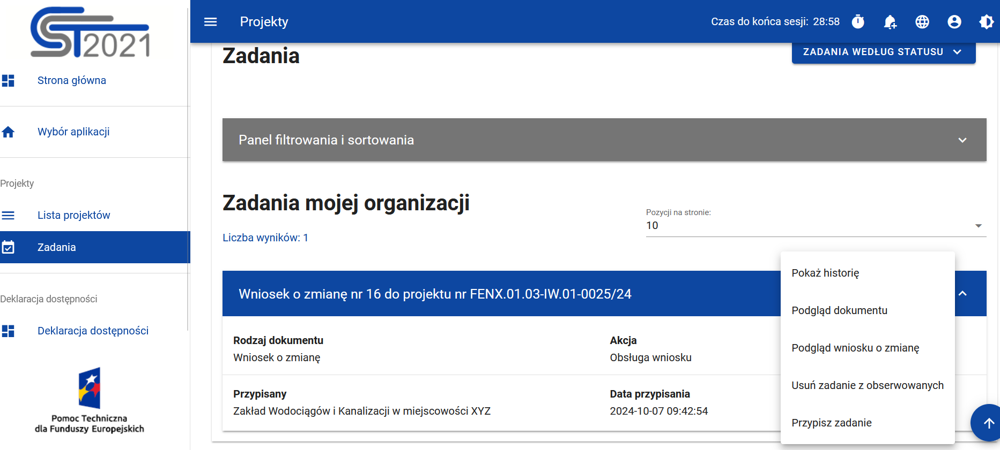 ST2021
Projekty
Czas do końca sesji: 28:58
Strona główna
Wybór aplikacji
Projekty
Lista projektów
Zadania
Deklaracja dostępności
Deklaracja dostępności
Pomoc Techniczna
dla Funduszy Europejskich
Zadania
ZADANIA WEDŁUG STATUSU
Panel filtrowania i sortowania
Zadania mojej organizacji
Pozycji na stronie:
10
Liczba wyników: 1
Wniosek o zmianę nr 16 do projektu nr FENX.01.03-IW.01-0025/24
Rodzaj dokumentu
Wniosek o zmianę
Akcja
Obsługa wniosku
Przypisany
Zakład Wodociągów i Kanalizacji w miejscowości XYZ
Data przypisania
2024-10-07 09:42:54
Pokaż historię
Podgląd dokumentu
Podgląd wniosku o zmianę
Usuń zadanie z obserwowanych
Przypisz zadanie